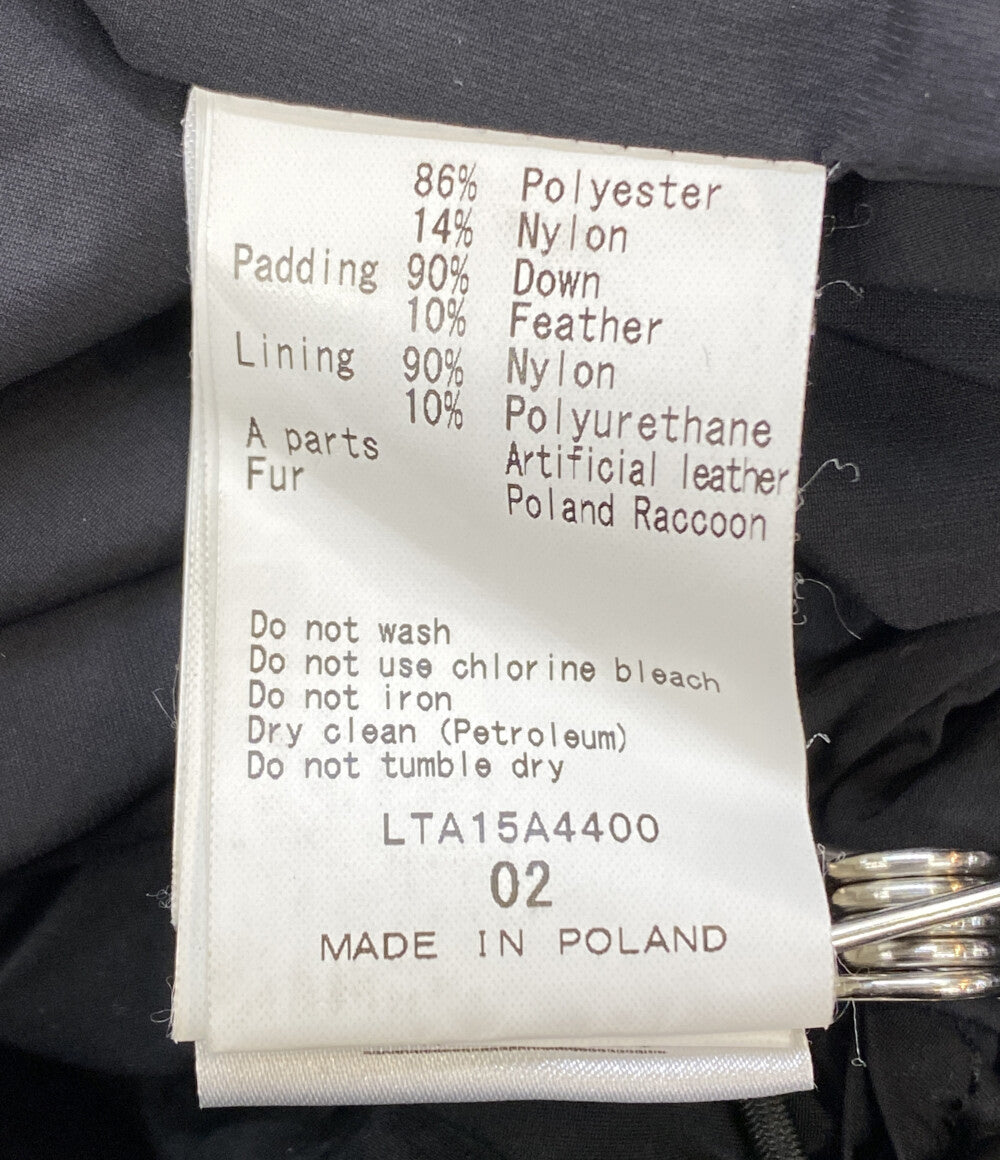 86% Polyester
14% Nylon
Padding 90% Down
10% Feather
Lining 90% Nylon
10% Polyurethane
A parts Artificial leather
Fur Poland Raccoon
Do not wash
Do not use chlorine bleach
Do not iron
Dry clean (Petroleum)
Do not tumble dry
LTA15A4400
02
MADE IN POLAND